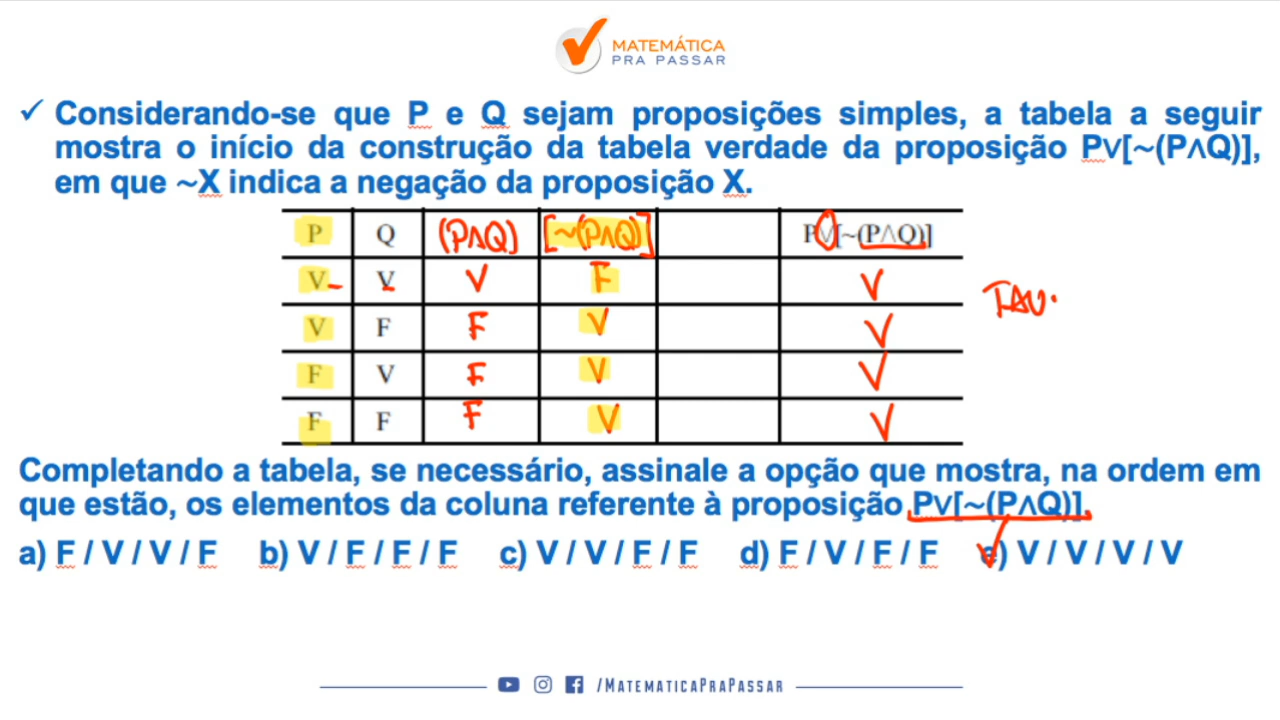 MATEMÁTICA
PRA PASSAR
✓ Considerando-se que P e Q sejam proposições simples, a tabela a seguir
mostra o início da construção da tabela verdade da proposição P∨[~(P∧Q)],
em que ~X indica a negação da proposição X.
P Q (P∧Q) [~(P∧Q)] P∨[~(P∧Q)]
V V V F V
V F F V V
F V F V V
F F F V V
TAU.
Completando a tabela, se necessário, assinale a opção que mostra, na ordem em
que estão, os elementos da coluna referente à proposição P∨[~(P∧Q)].
a) F / V / V / F b) V / F / F / F c) V / V / F / F d) F / V / F / F e) V / V / V / V
/MATEMATICAPRAPASSAR